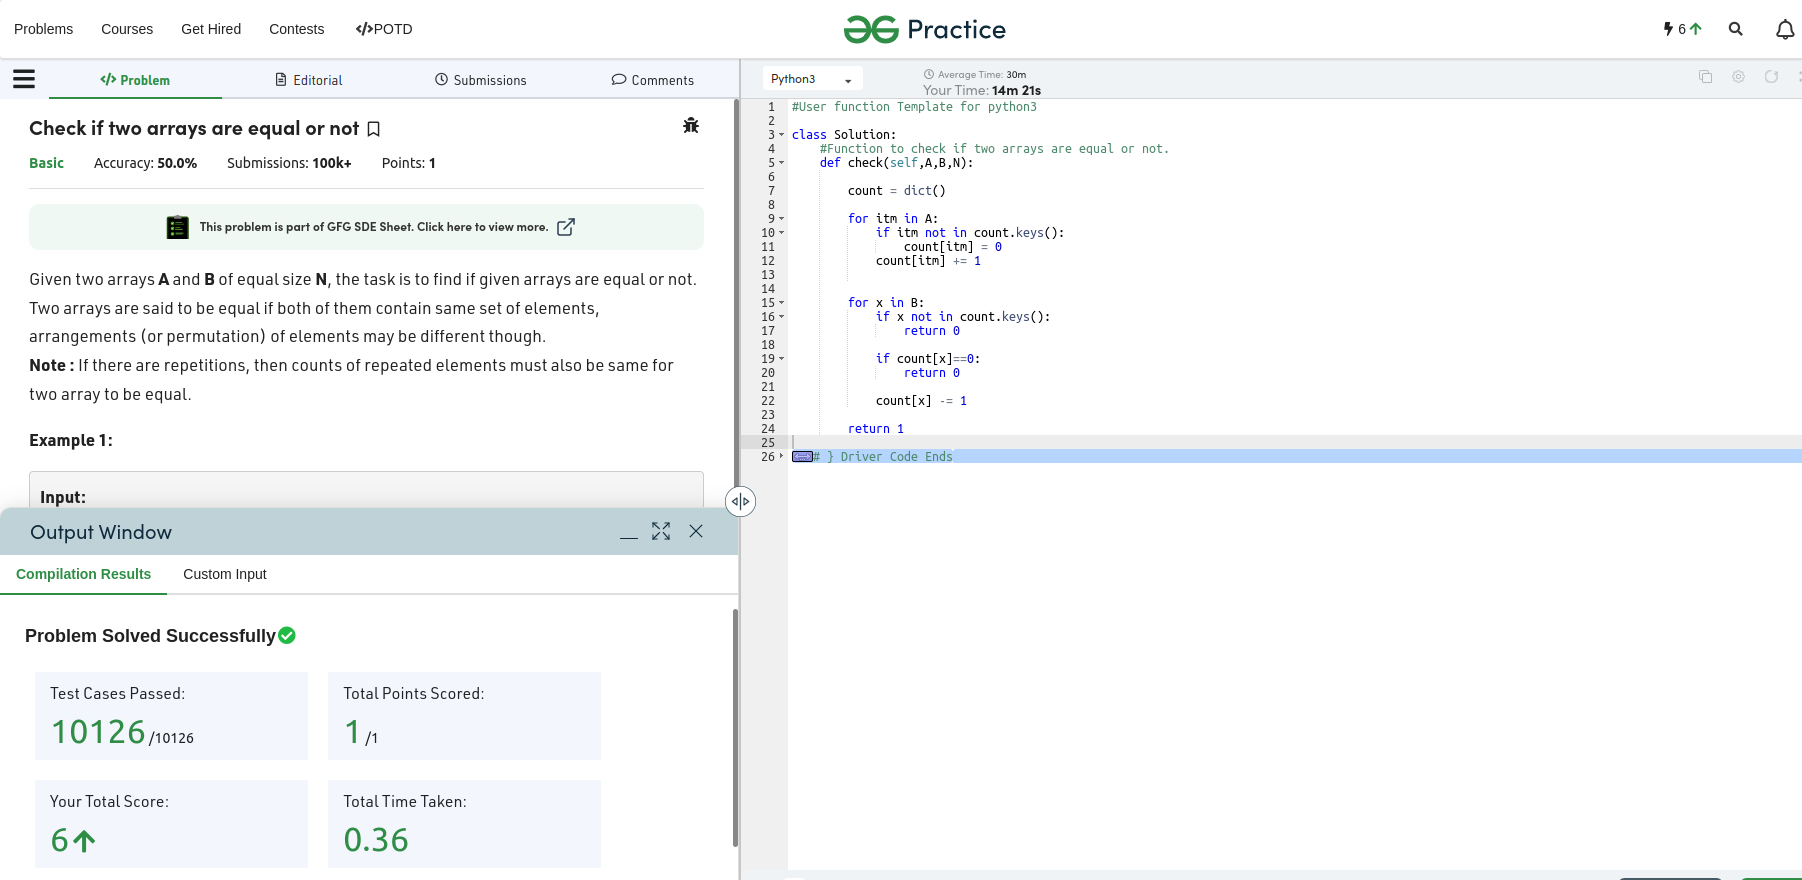 Problems Courses Get Hired Contests </>POTD
Practice
6
</> Problem Editorial Submissions Comments
Check if two arrays are equal or not
Basic Accuracy: 50.0% Submissions: 100k+ Points: 1
This problem is part of GFG SDE Sheet. Click here to view more.
Given two arrays A and B of equal size N, the task is to find if given arrays are equal or not.
Two arrays are said to be equal if both of them contain same set of elements,
arrangements (or permutation) of elements may be different though.
Note : If there are repetitions, then counts of repeated elements must also be same for
two array to be equal.
Example 1:
Input:
Output Window
Compilation Results Custom Input
Problem Solved Successfully
Test Cases Passed:
10126 /10126
Total Points Scored:
1 /1
Your Total Score:
6
Total Time Taken:
0.36
Python3
Average Time: 30m
Your Time: 14m 21s
1 #User function Template for python3
2
3 class Solution:
4     #Function to check if two arrays are equal or not.
5     def check(self,A,B,N):
6
7         count = dict()
8
9         for itm in A:
10             if itm not in count.keys():
11                 count[itm] = 0
12             count[itm] += 1
13
14
15         for x in B:
16             if x not in count.keys():
17                 return 0
18
19             if count[x]==0:
20                 return 0
21
22             count[x] -= 1
23
24         return 1
25
26 # } Driver Code Ends